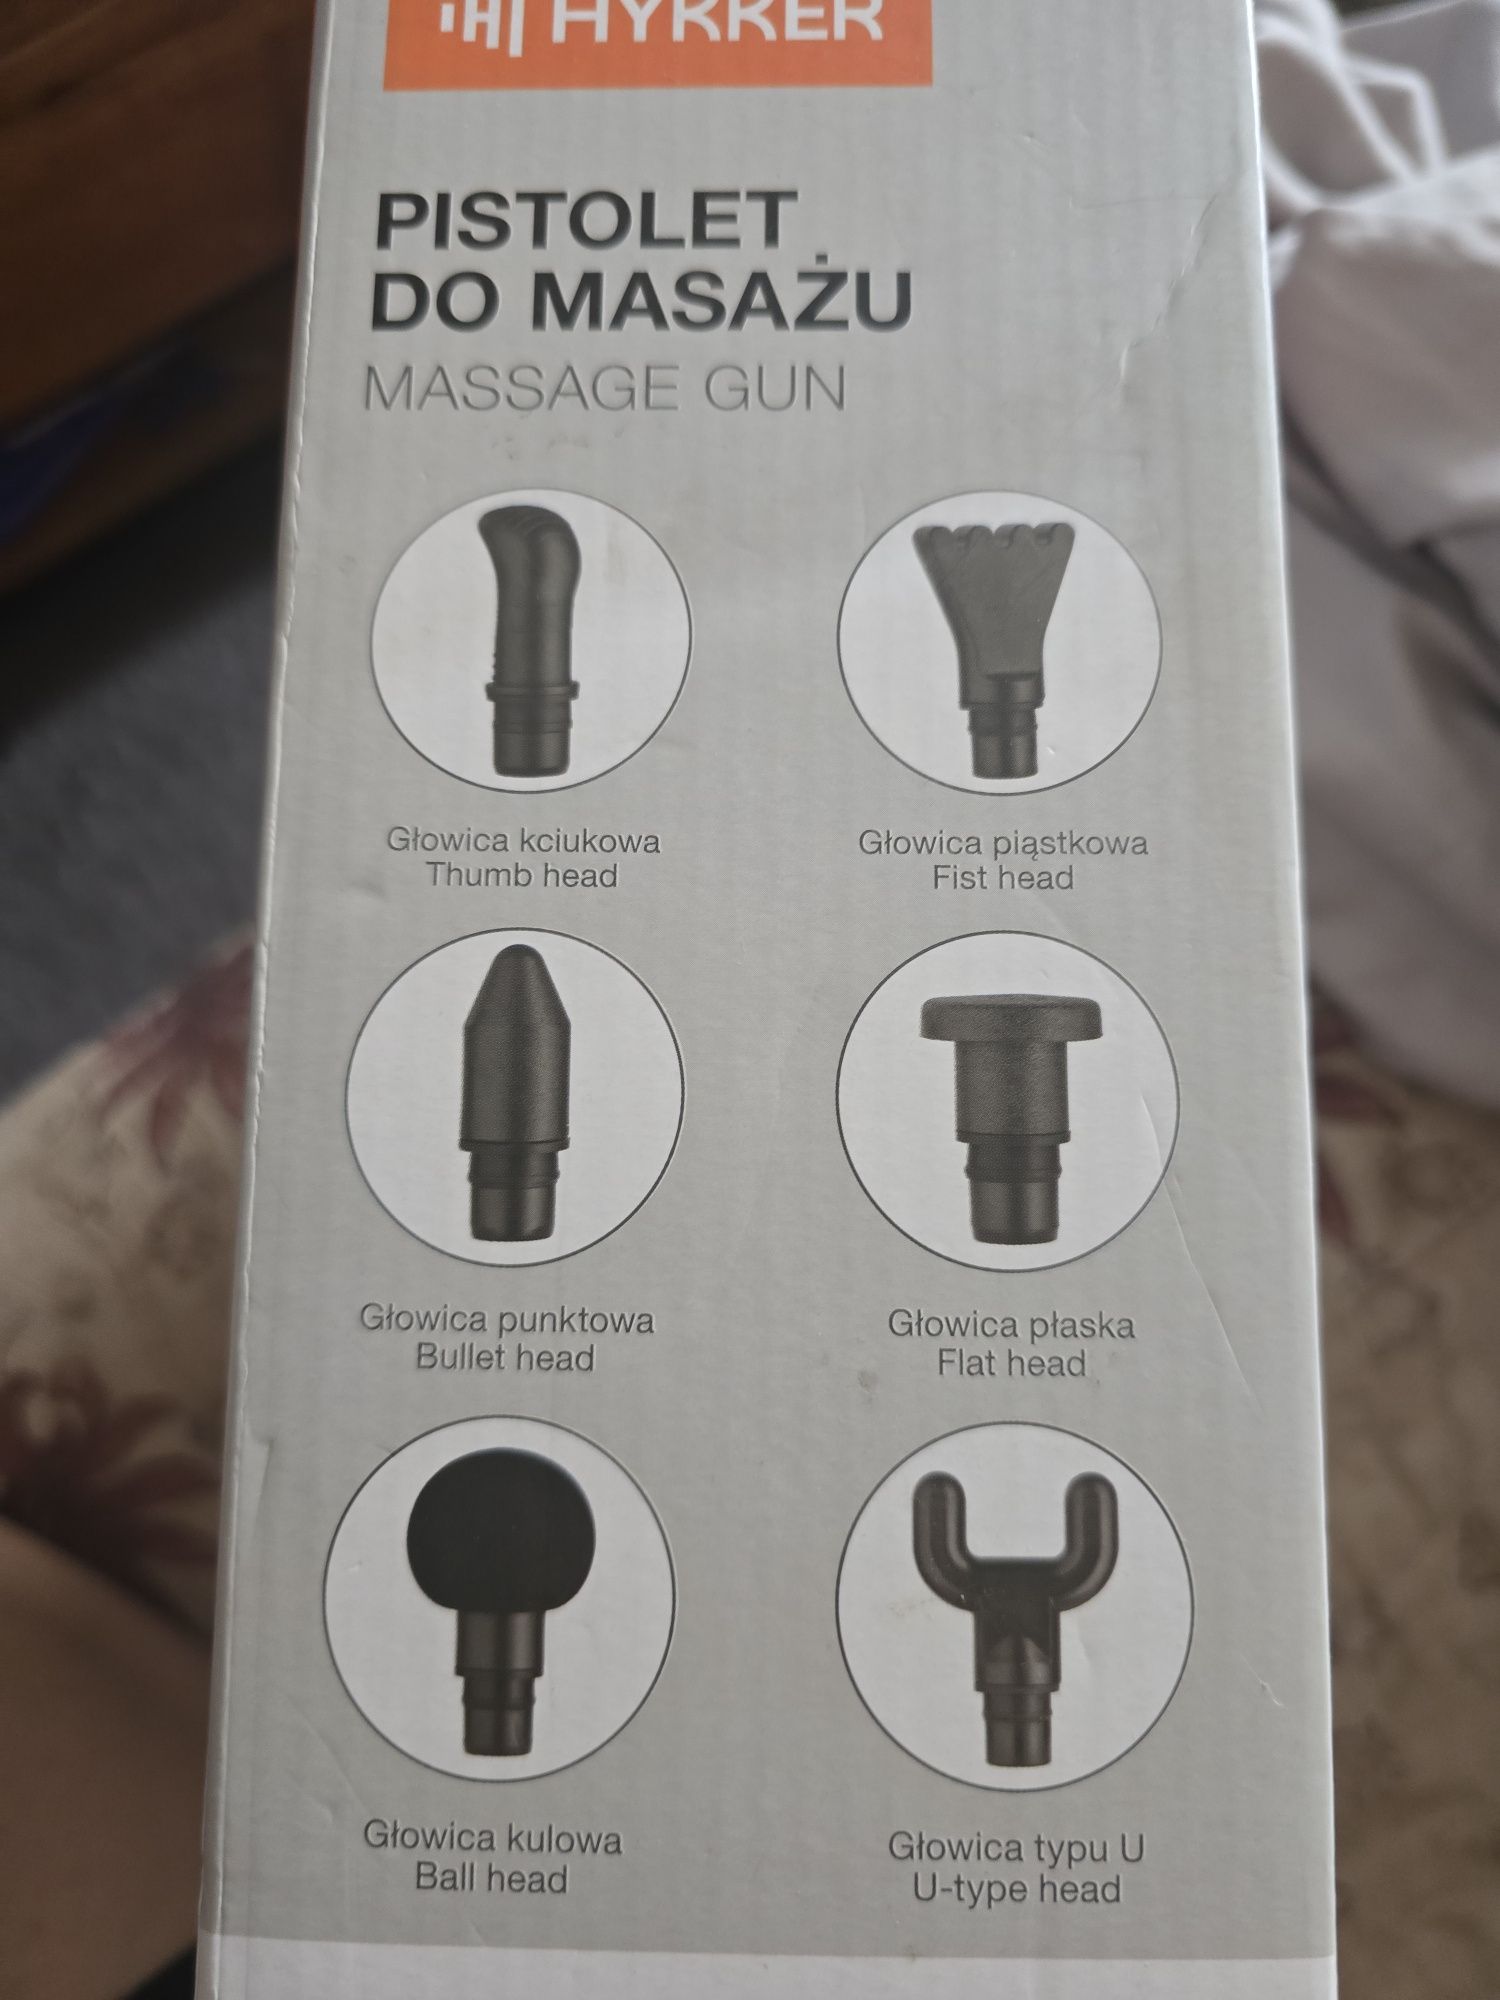 HYKKER
PISTOLET
DO MASAŻU
MASSAGE GUN
Głowica kciukowa
Thumb head
Głowica piąstkowa
Fist head
Głowica punktowa
Bullet head
Głowica płaska
Flat head
Głowica kulowa
Ball head
Głowica typu U
U-type head